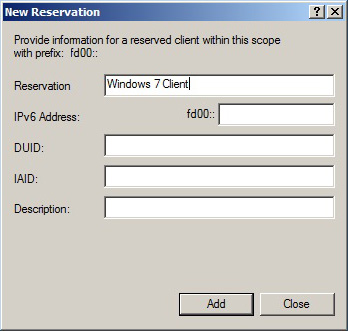 New Reservation
Provide information for a reserved client within this scope
with prefix: fd00::
Reservation
Windows 7 Client
IPv6 Address:
fd00::
DUID:
IAID:
Description:
Add
Close